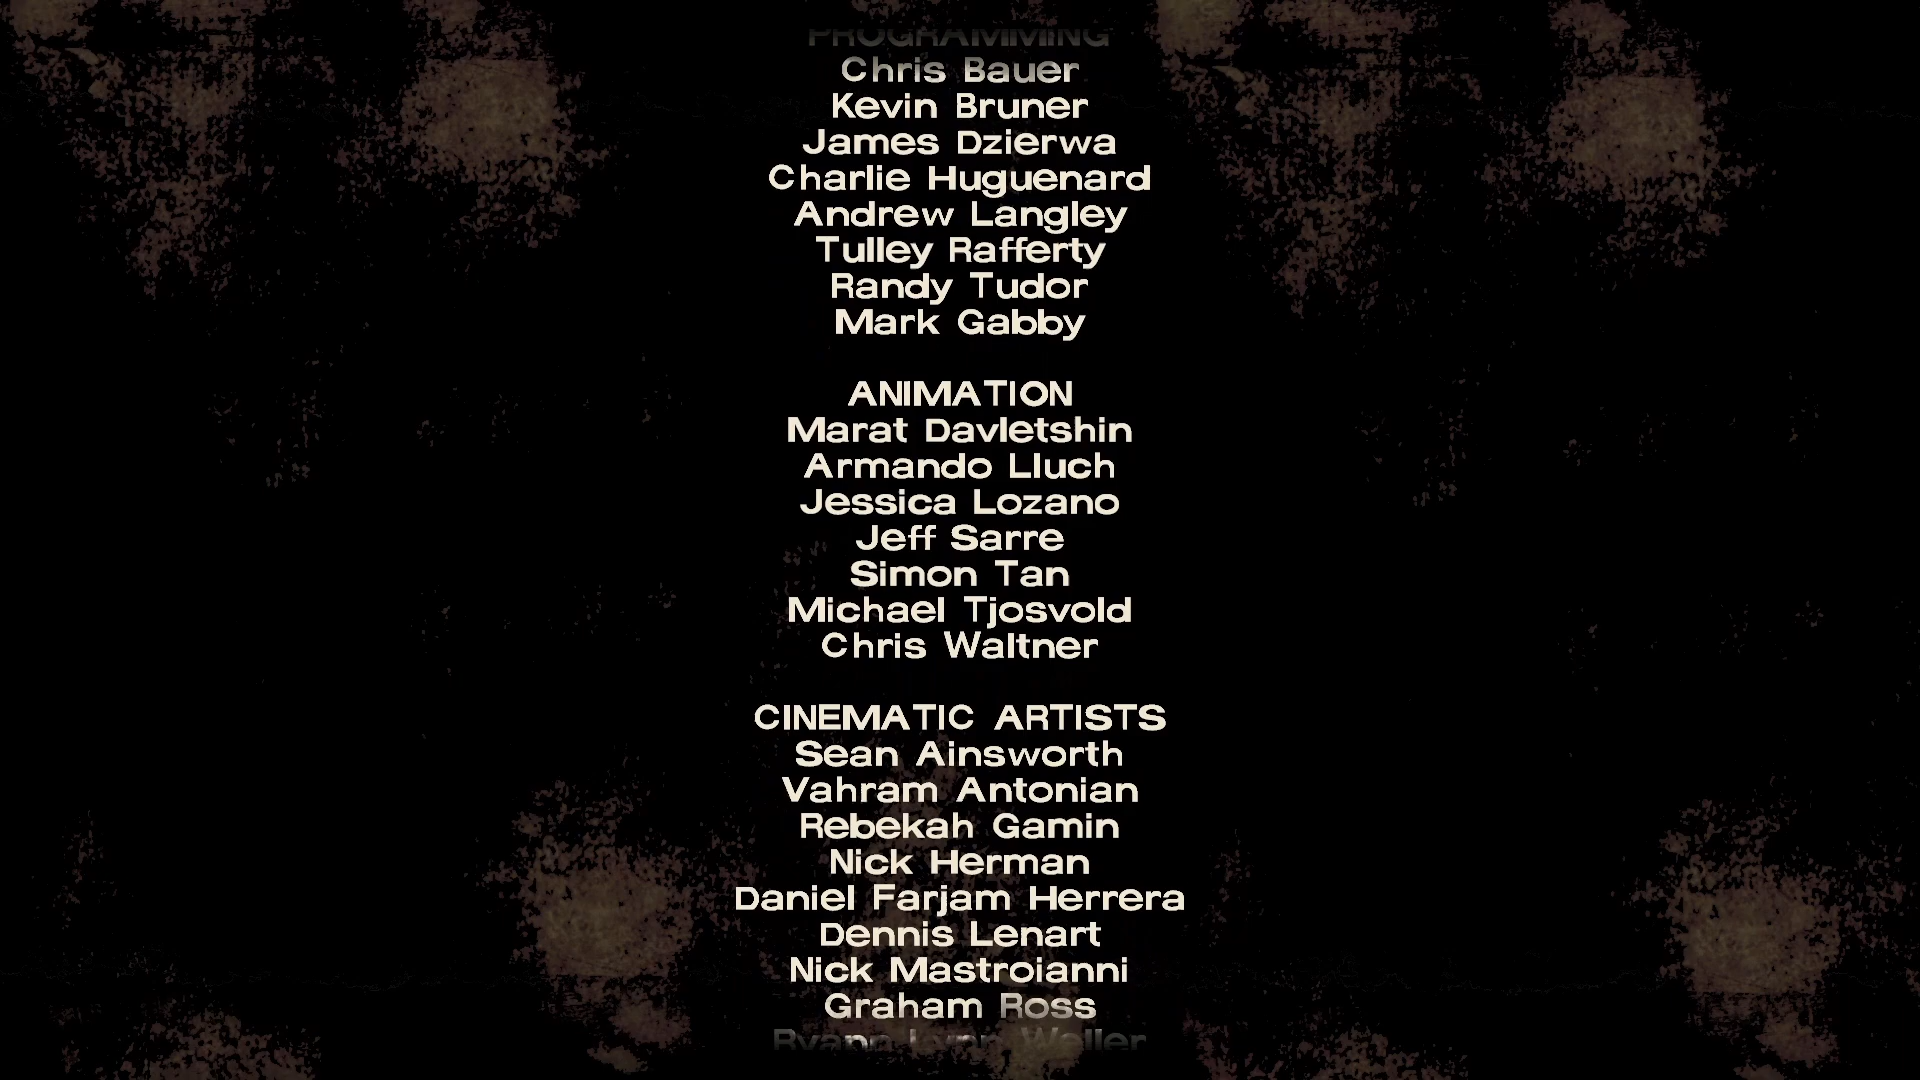 PROGRAMMING
Chris Bauer
Kevin Bruner
James Dzierwa
Charlie Huguenard
Andrew Langley
Tulley Rafferty
Randy Tudor
Mark Gabby
ANIMATION
Marat Davletshin
Armando Lluch
Jessica Lozano
Jeff Sarre
Simon Tan
Michael Tjosvold
Chris Waltner
CINEMATIC ARTISTS
Sean Ainsworth
Vahram Antonian
Rebekah Gamin
Nick Herman
Daniel Farjam Herrera
Dennis Lenart
Nick Mastroianni
Graham Ross